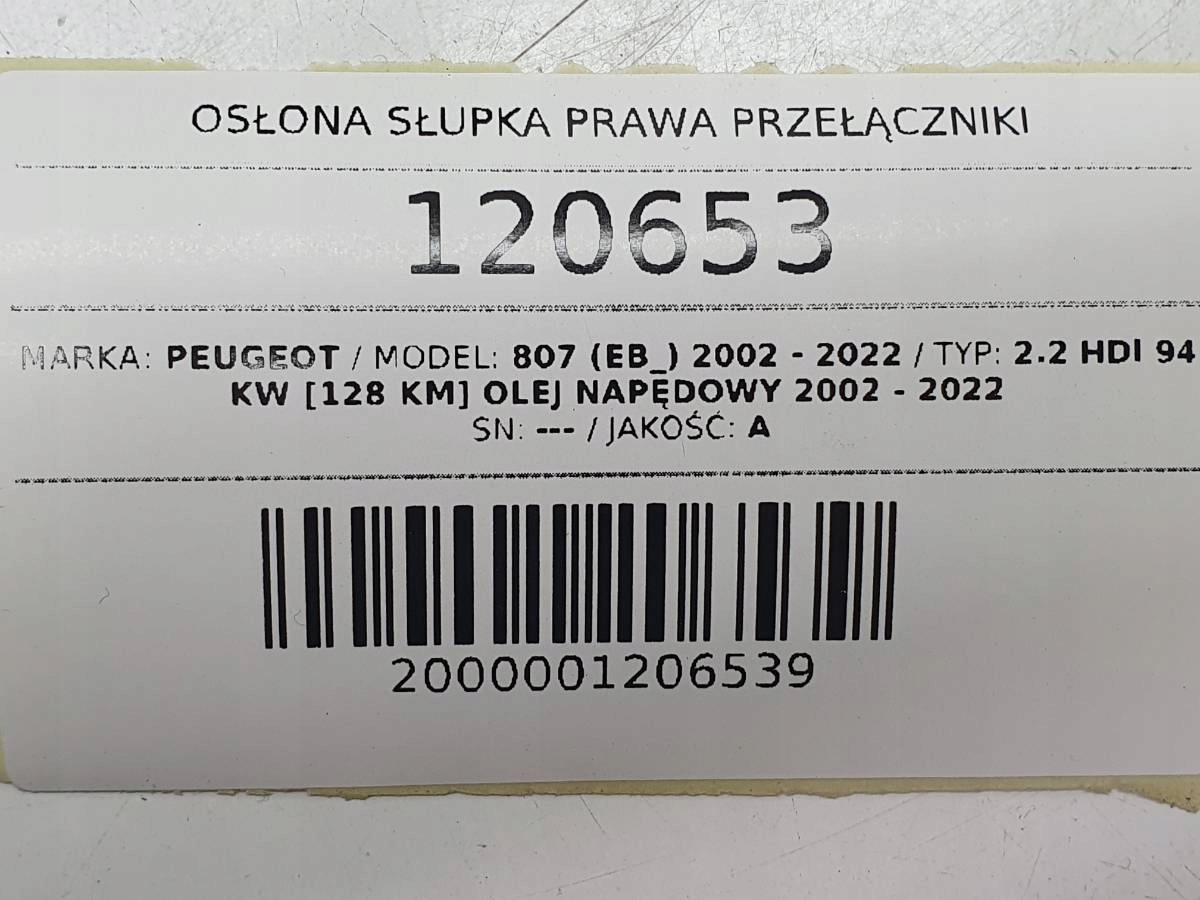 OSŁONA SŁUPKA PRAWA PRZEŁĄCZNIKI
120653
MARKA: PEUGEOT / MODEL: 807 (EB_) 2002 - 2022 / TYP: 2.2 HDI 94
KW [128 KM] OLEJ NAPĘDOWY 2002 - 2022
SN: --- / JAKOŚĆ: A
2000001206539